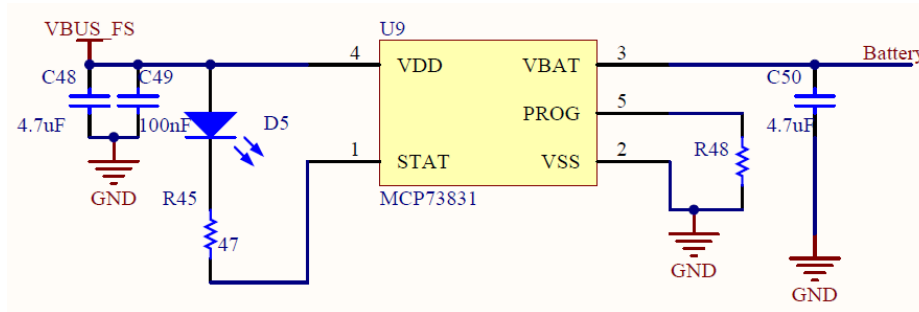 VBUS_FS
U9
4
VDD
VBAT
3
Battery
C48
C49
C50
4.7uF
100nF
D5
PROG
5
4.7uF
1
STAT
VSS
2
R48
GND
R45
MCP73831
47
GND
GND